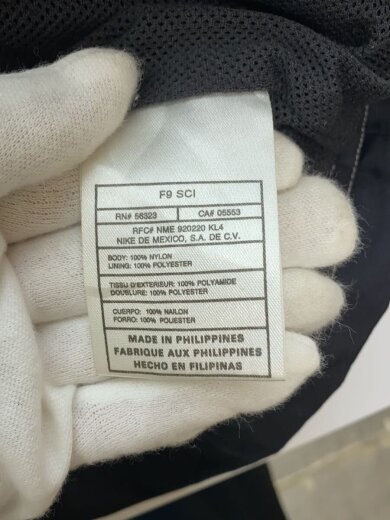 F9 SCI
RN# 56323 CA# 05553
RFC# NME 920220 KL4
NIKE DE MEXICO, S.A. DE C.V.
BODY: 100% NYLON
LINING: 100% POLYESTER
TISSU D'EXTERIEUR: 100% POLYAMIDE
DOUBLURE: 100% POLYESTER
CUERPO: 100% NAILON
FORRO: 100% POLIESTER
MADE IN PHILIPPINES
FABRIQUE AUX PHILIPPINES
HECHO EN FILIPINAS